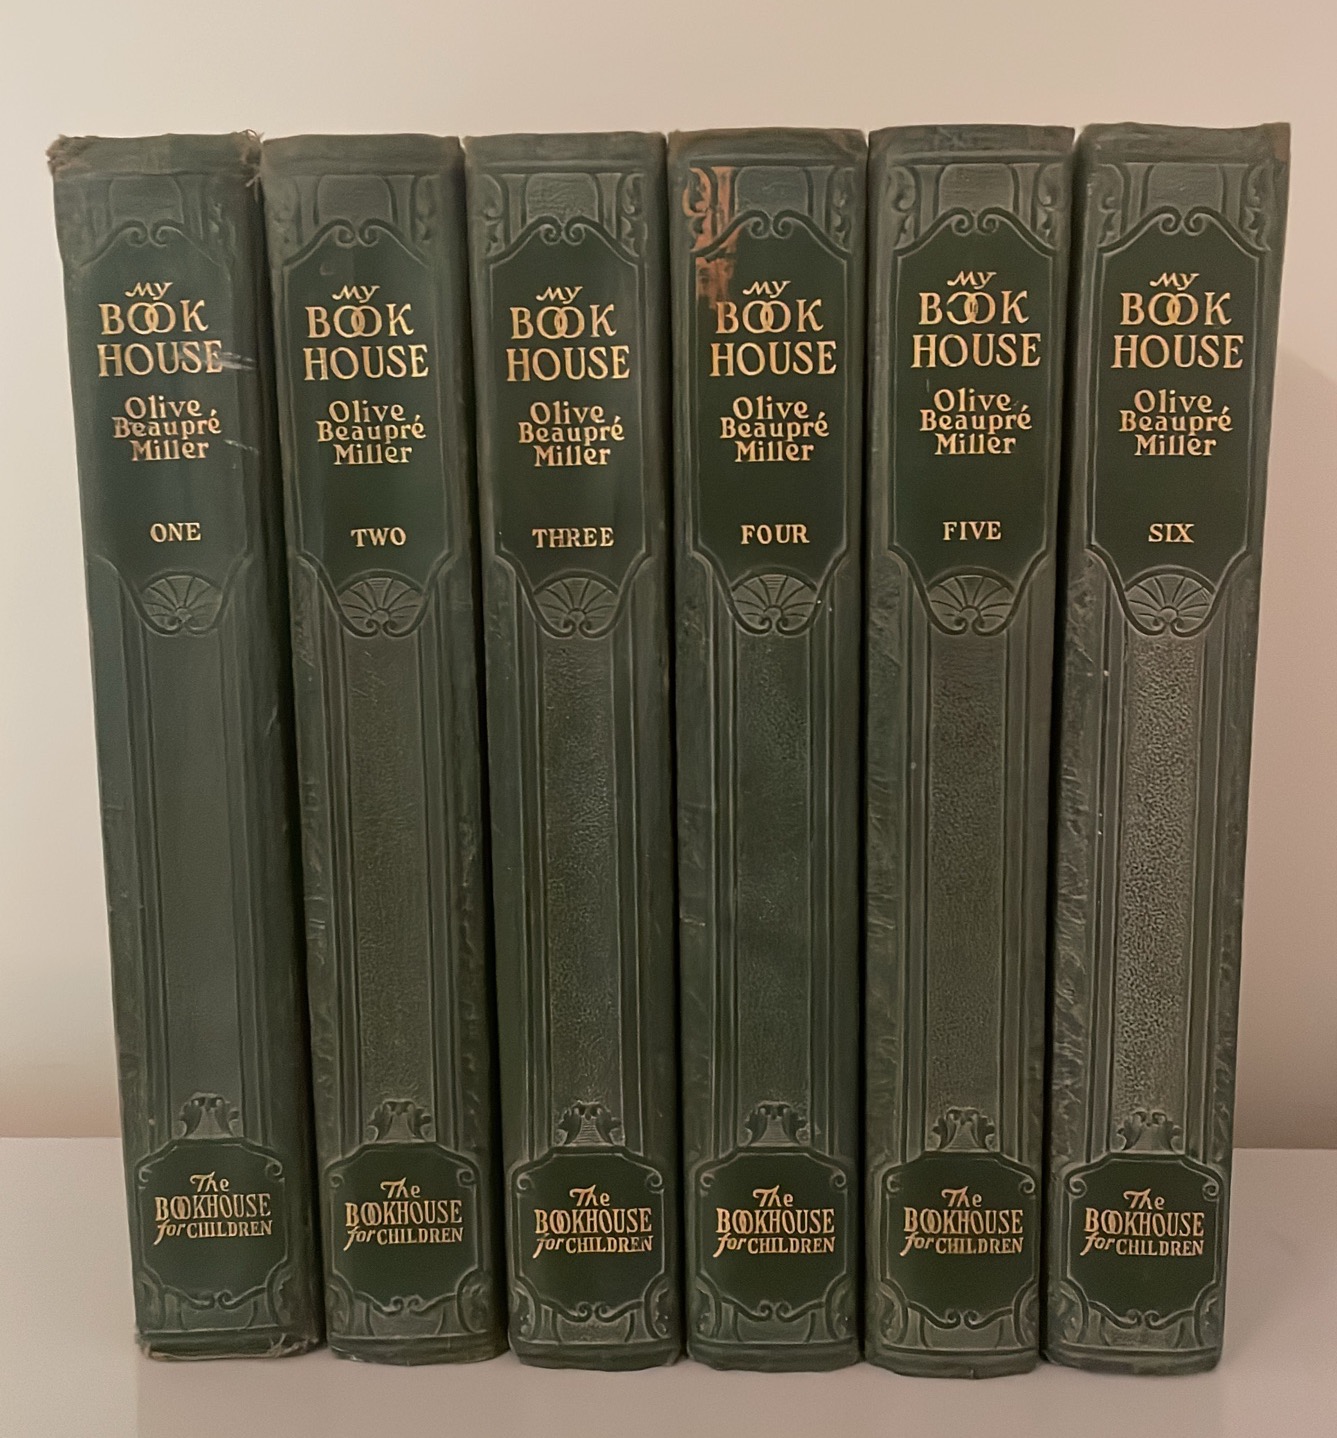 My
BOOK
HOUSE
Olive
Beaupré
Miller
ONE
The
BOOKHOUSE
for CHILDREN
My
BOOK
HOUSE
Olive
Beaupré
Miller
TWO
The
BOOKHOUSE
for CHILDREN
My
BOOK
HOUSE
Olive
Beaupré
Miller
THREE
The
BOOKHOUSE
for CHILDREN
My
BOOK
HOUSE
Olive
Beaupré
Miller
FOUR
The
BOOKHOUSE
for CHILDREN
My
BOOK
HOUSE
Olive
Beaupré
Miller
FIVE
The
BOOKHOUSE
for CHILDREN
My
BOOK
HOUSE
Olive
Beaupré
Miller
SIX
The
BOOKHOUSE
for CHILDREN